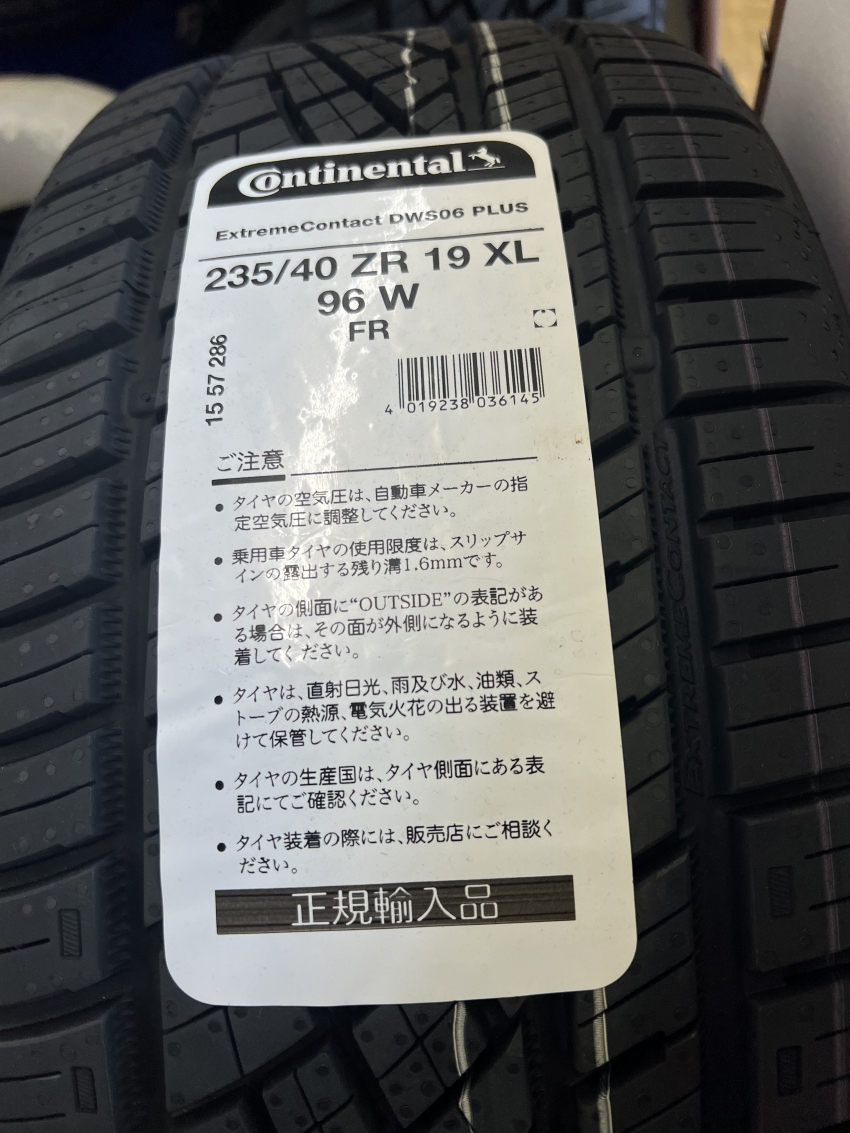 Continental
ExtremeContact DWS06 PLUS
235/40 ZR 19 XL
96 W
FR
15 57 286
4 019238 036145
ご注意
• タイヤの空気圧は、自動車メーカーの指
定空気圧に調整してください。
• 乗用車タイヤの使用限度は、スリップサ
インの露出する残り溝1.6mmです。
• タイヤの側面に“OUTSIDE”の表記があ
る場合は、その面が外側になるように装
着してください。
• タイヤは、直射日光、雨及び水、油類、ス
トーブの熱源、電気火花の出る装置を避
けて保管してください。
• タイヤの生産国は、タイヤ側面にある表
記にてご確認ください。
• タイヤ装着の際には、販売店にご相談く
ださい。
正規輸入品
EXTREMECONTACT